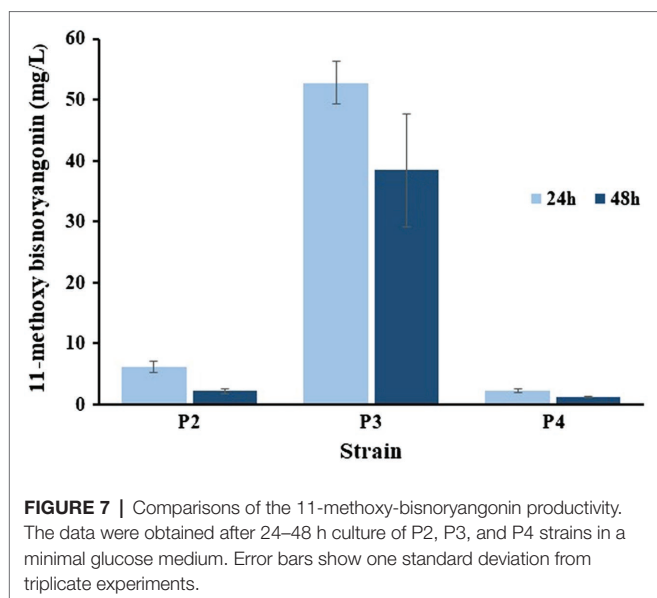 60
50
40
30
20
10
0
11-methoxy bisnoryangonin (mg/L)
24h
48h
P2
P3
P4
Strain
FIGURE 7 | Comparisons of the 11-methoxy-bisnoryangonin productivity.
The data were obtained after 24–48 h culture of P2, P3, and P4 strains in a
minimal glucose medium. Error bars show one standard deviation from
triplicate experiments.